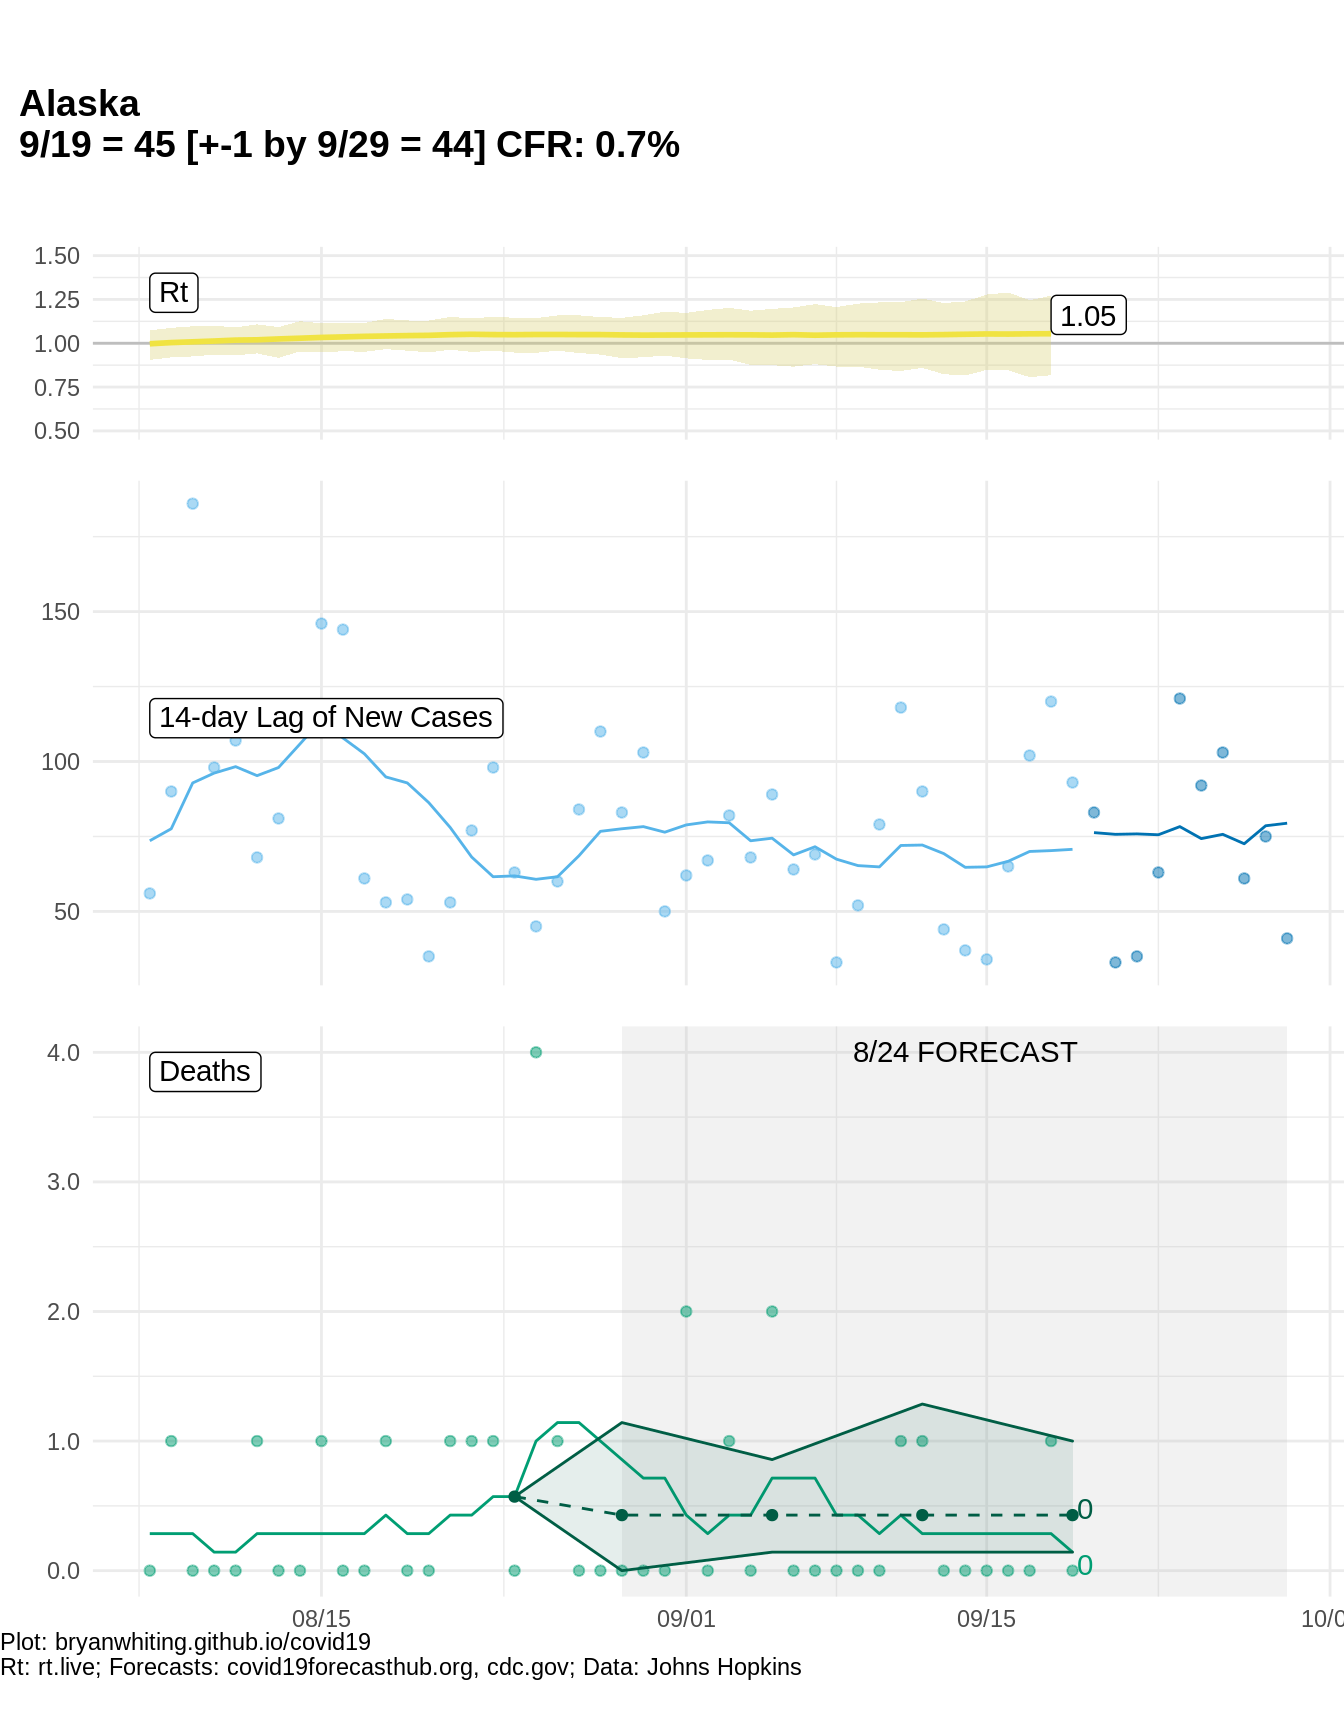 Alaska
9/19 = 45 [+-1 by 9/29 = 44] CFR: 0.7%
1.50
Rt
1.25
1.05
1.00
0.75
0.50
150
14-day Lag of New Cases
100
50
4.0
8/24 FORECAST
Deaths
3.0
2.0
1.0
0
0
0.0
08/15 09/01 09/15 10/0
Plot: bryanwhiting.github.io/covid19
Rt: rt.live; Forecasts: covid19forecasthub.org, cdc.gov; Data: Johns Hopkins